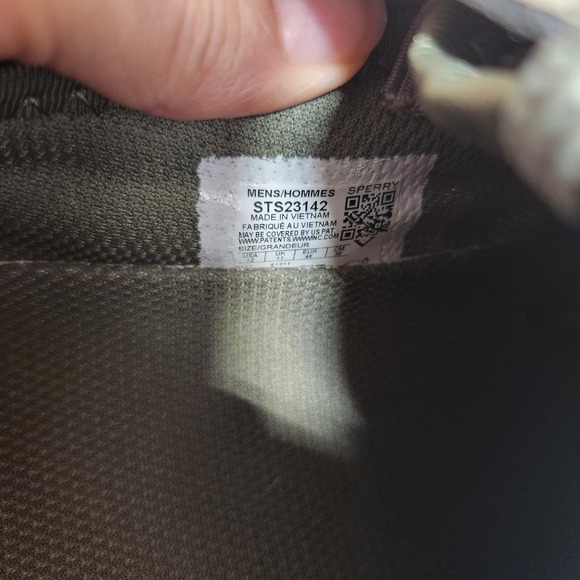 MENS/HOMMES
SPERRY
STS23142
MADE IN VIETNAM
FABRIQUÉ AU VIETNAM
MAY BE COVERED BY US PAT
WWW.PATENTS.WWWINC.COM
SIZE/GRANDEUR
USA UK EUR CM
12 11